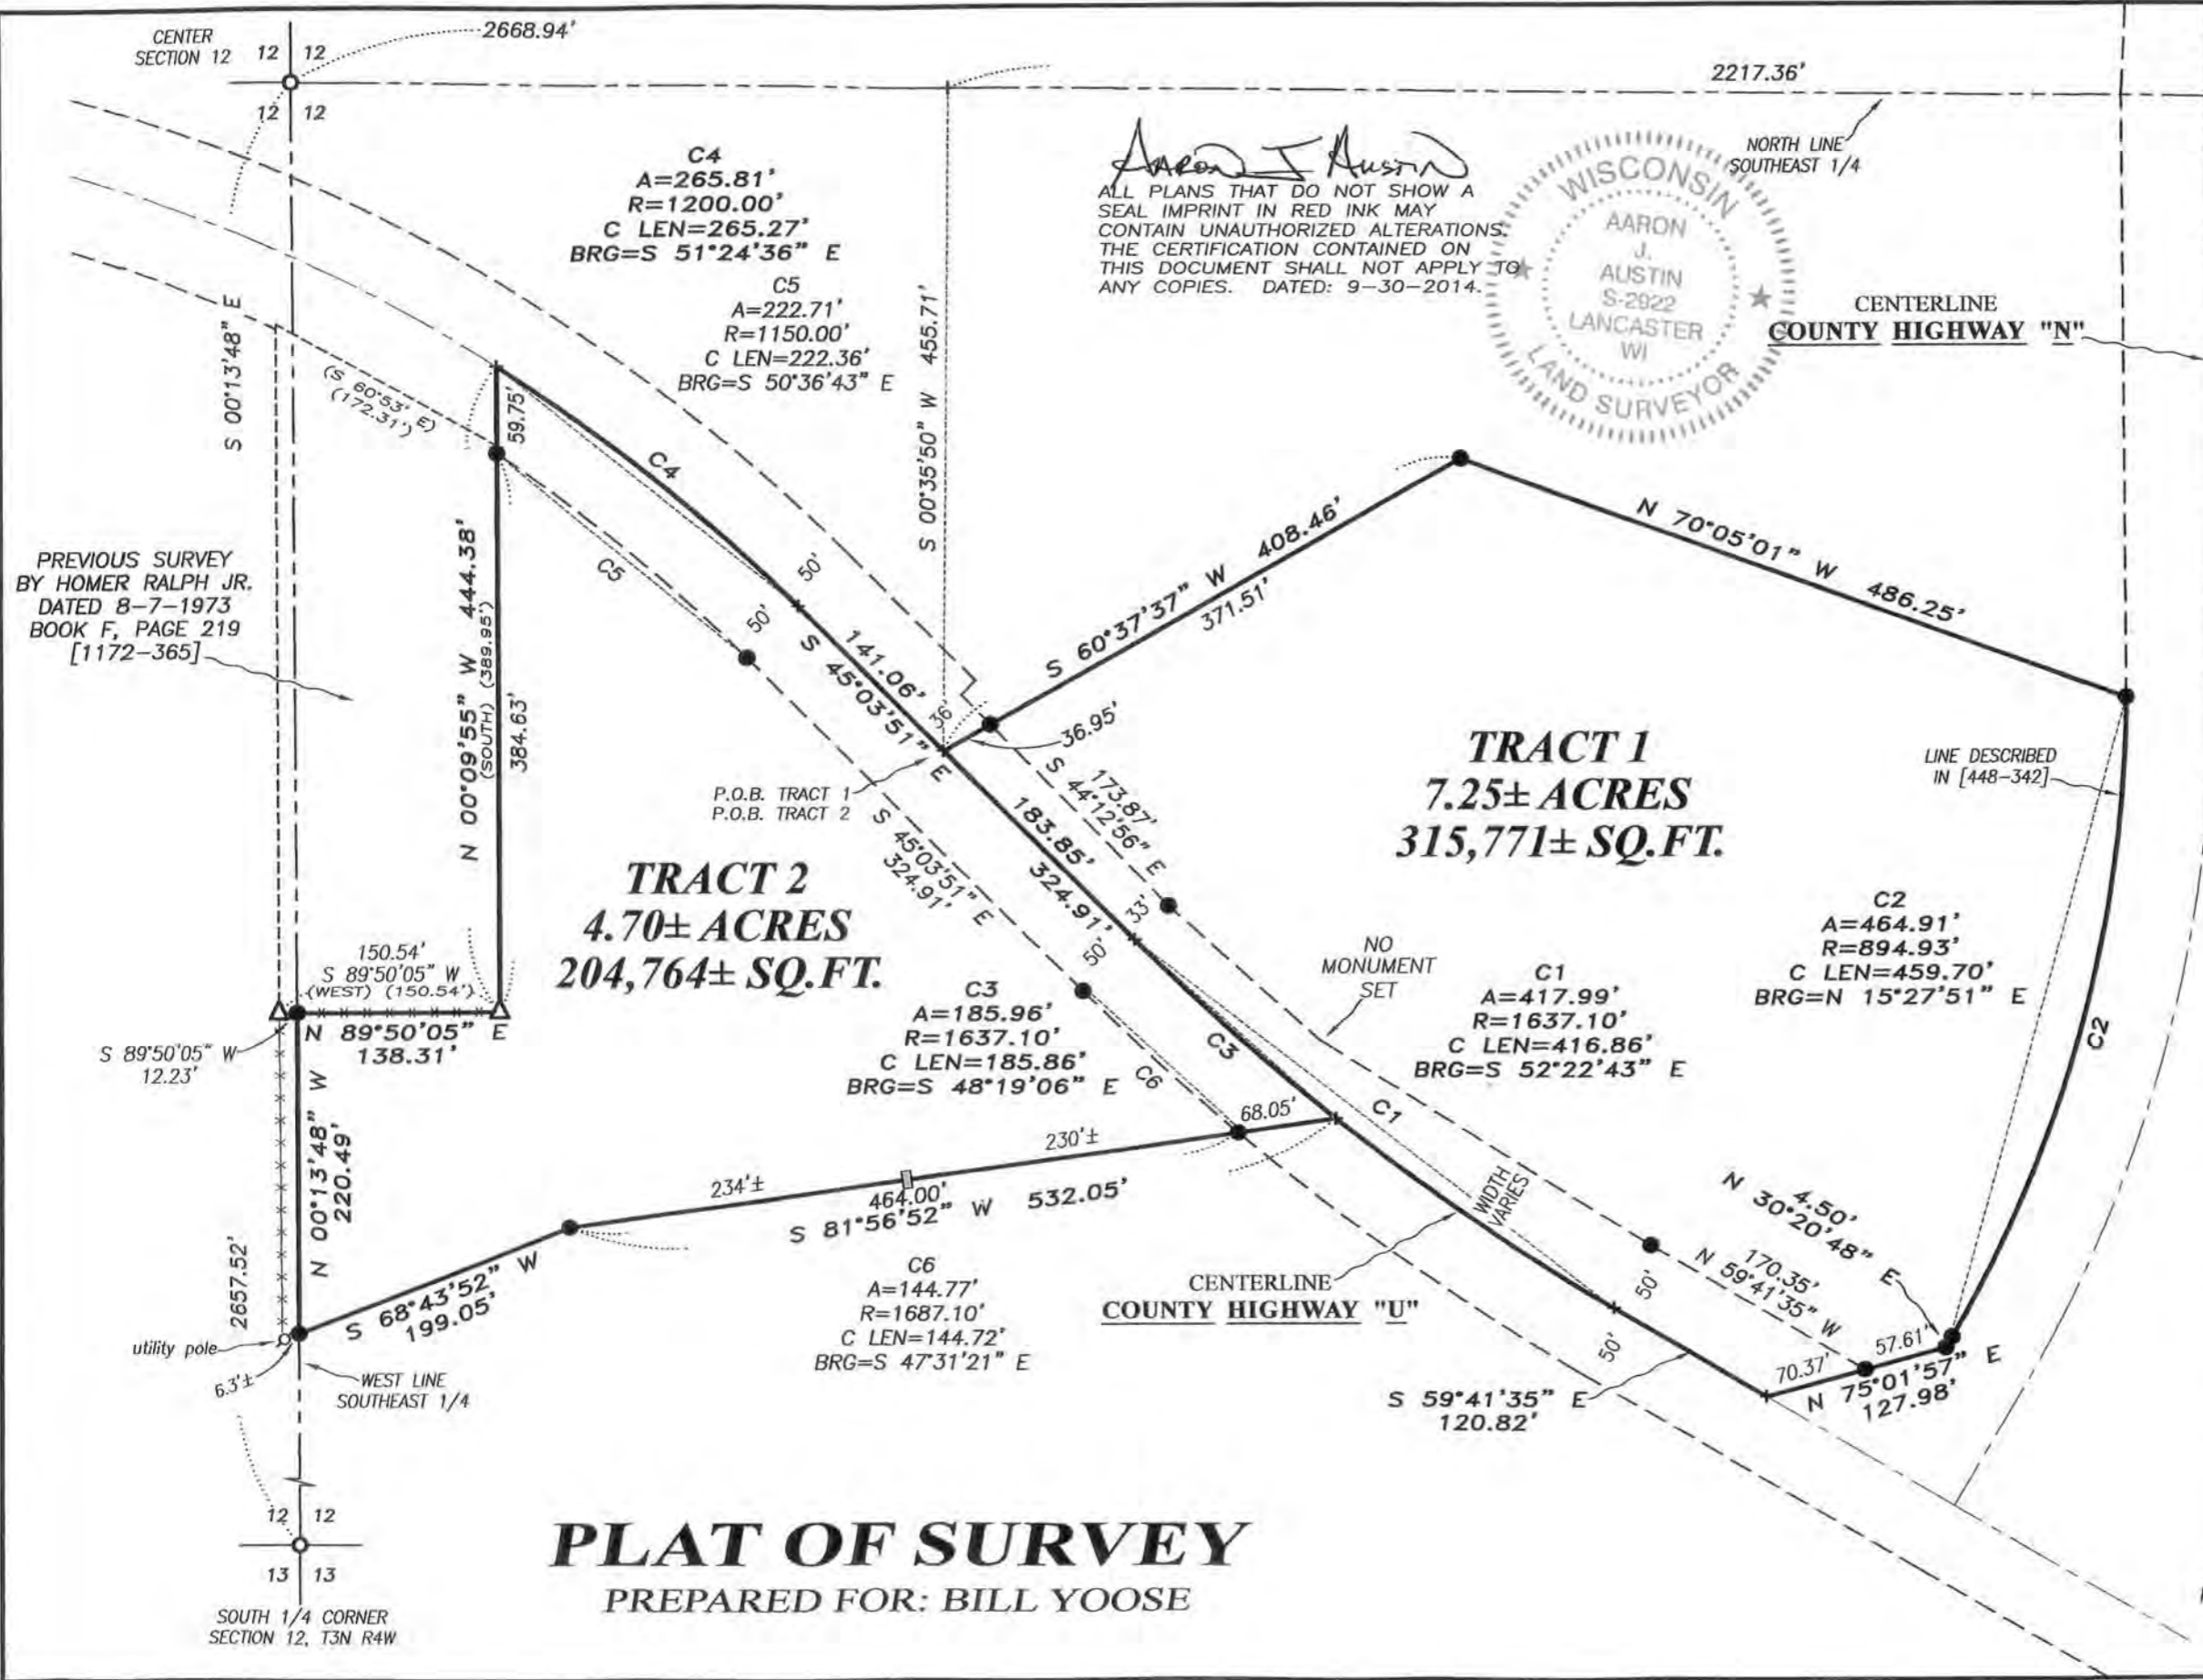 CENTER
SECTION 12
12 12
12 12
2668.94'
2217.36'
NORTH LINE
SOUTHEAST 1/4
C4
A=265.81'
R=1200.00'
C LEN=265.27'
BRG=S 51°24'36" E
C5
A=222.71'
R=1150.00'
C LEN=222.36'
BRG=S 50°36'43" E
S 00°35'50" W 455.71'
Aaron J Austin
ALL PLANS THAT DO NOT SHOW A
SEAL IMPRINT IN RED INK MAY
CONTAIN UNAUTHORIZED ALTERATIONS.
THE CERTIFICATION CONTAINED ON
THIS DOCUMENT SHALL NOT APPLY TO
ANY COPIES. DATED: 9-30-2014.
WISCONSIN
AARON
J.
AUSTIN
S-2922
LANCASTER
WI
LAND SURVEYOR
CENTERLINE
COUNTY HIGHWAY "N"
S 00°13'48" E
(S 60°53' E)
(172.31')
59.75'
C4
C5
50'
50'
PREVIOUS SURVEY
BY HOMER RALPH JR.
DATED 8-7-1973
BOOK F, PAGE 219
[1172-365]
N 00°09'55" W 444.38'
(SOUTH) (389.95')
384.63'
141.06'
S 45°03'51" E
36'
S 60°37'37" W 408.46'
371.51'
N 70°05'01" W 486.25'
36.95'
P.O.B. TRACT 1
P.O.B. TRACT 2
173.87'
S 44°12'56" E
183.85'
324.91'
S 45°03'51" E
324.91'
33'
50'
TRACT 1
7.25± ACRES
315,771± SQ.FT.
LINE DESCRIBED
IN [448-342]
TRACT 2
4.70± ACRES
204,764± SQ.FT.
C2
A=464.91'
R=894.93'
C LEN=459.70'
BRG=N 15°27'51" E
C2
NO
MONUMENT
SET
C1
A=417.99'
R=1637.10'
C LEN=416.86'
BRG=S 52°22'43" E
C1
C3
A=185.96'
R=1637.10'
C LEN=185.86'
BRG=S 48°19'06" E
C3
C6
150.54'
S 89°50'05" W
(WEST) (150.54')
N 89°50'05" E
138.31'
S 89°50'05" W
12.23'
N 00°13'48" W
220.49'
2657.52'
68.05'
230'±
234'±
464.00'
S 81°56'52" W 532.05'
S 68°43'52" W
199.05'
utility pole
6.3'±
WEST LINE
SOUTHEAST 1/4
C6
A=144.77'
R=1687.10'
C LEN=144.72'
BRG=S 47°31'21" E
CENTERLINE
COUNTY HIGHWAY "U"
WIDTH
VARIES
4.50'
N 30°20'48" E
170.35'
N 59°41'35" W
50'
50'
57.61'
70.37'
N 75°01'57" E
127.98'
S 59°41'35" E
120.82'
12 12
13 13
SOUTH 1/4 CORNER
SECTION 12, T3N R4W
PLAT OF SURVEY
PREPARED FOR: BILL YOOSE